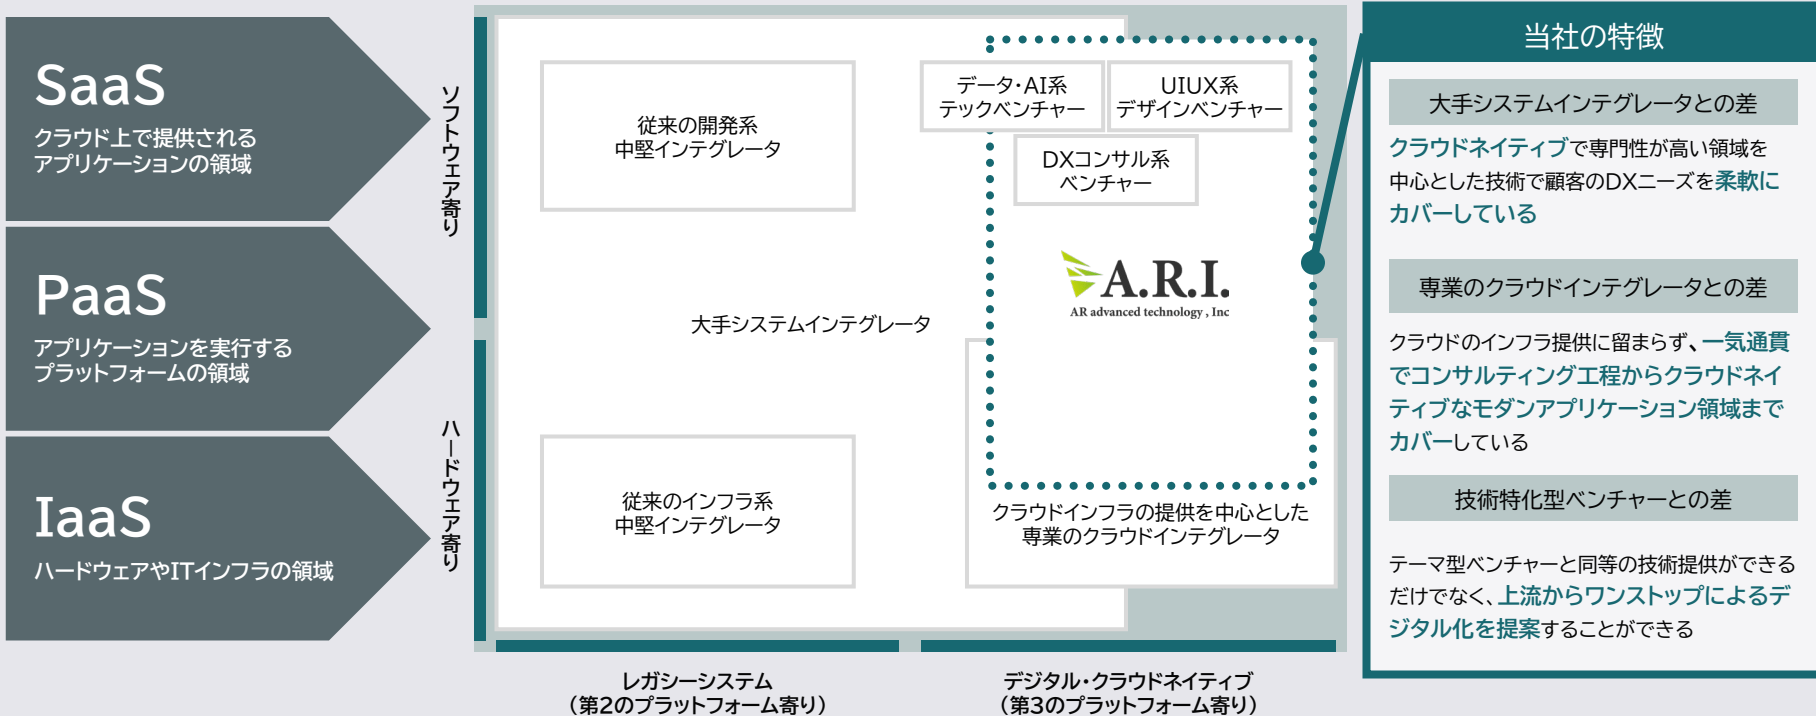 SaaS
クラウド上で提供される
アプリケーションの領域
PaaS
アプリケーションを実行する
プラットフォームの領域
IaaS
ハードウェアやITインフラの領域
ソフトウェア寄り
ハードウェア寄り
従来の開発系
中堅インテグレータ
データ・AI系
テックベンチャー
UIUX系
デザインベンチャー
DXコンサル系
ベンチャー
A.R.I.
AR advanced technology , Inc
大手システムインテグレータ
従来のインフラ系
中堅インテグレータ
クラウドインフラの提供を中心とした
専業のクラウドインテグレータ
レガシーシステム
（第2のプラットフォーム寄り）
デジタル・クラウドネイティブ
（第3のプラットフォーム寄り）
当社の特徴
大手システムインテグレータとの差
クラウドネイティブで専門性が高い領域を
中心とした技術で顧客のDXニーズを柔軟に
カバーしている
専業のクラウドインテグレータとの差
クラウドのインフラ提供に留まらず、一気通貫
でコンサルティング工程からクラウドネイ
ティブなモダンアプリケーション領域まで
カバーしている
技術特化型ベンチャーとの差
テーマ型ベンチャーと同等の技術提供ができる
だけでなく、上流からワンストップによるデ
ジタル化を提案することができる